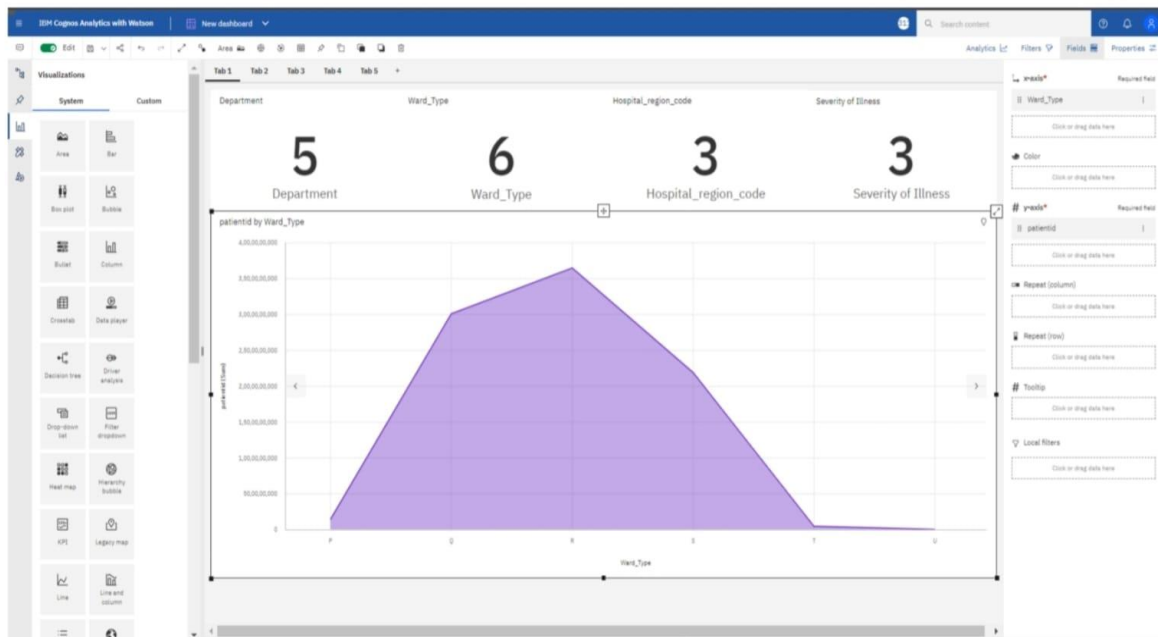 IBM Cognos Analytics with Watson
New dashboard
Search content
Edit
Area
Analytics
Filters
Fields
Properties
Visualizations
System
Custom
Area
Bar
Box plot
Bubble
Bullet
Column
Crosstab
Data player
Decision tree
Driver
analysis
Drop-down
list
Filter
dropdown
Heat map
Hierarchy
bubble
KPI
Legacy map
Line
Line and
column
Tab 1 Tab 2 Tab 3 Tab 4 Tab 5 +
Department
Ward_Type
Hospital_region_code
Severity of Illness
5
Department
6
Ward_Type
3
Hospital_region_code
3
Severity of Illness
patientid by Ward_Type
patientid (Sum)
4,00,00,00,000
3,50,00,00,000
3,00,00,00,000
2,50,00,00,000
2,00,00,00,000
1,50,00,00,000
1,00,00,00,000
50,00,00,000
0
P Q R S T U
Ward_Type
x-axis* Required field
Ward_Type
Click or drag data here
Color
Click or drag data here
y-axis* Required field
patientid
Click or drag data here
Repeat (column)
Click or drag data here
Repeat (row)
Click or drag data here
Tooltip
Click or drag data here
Local filters
Click or drag data here